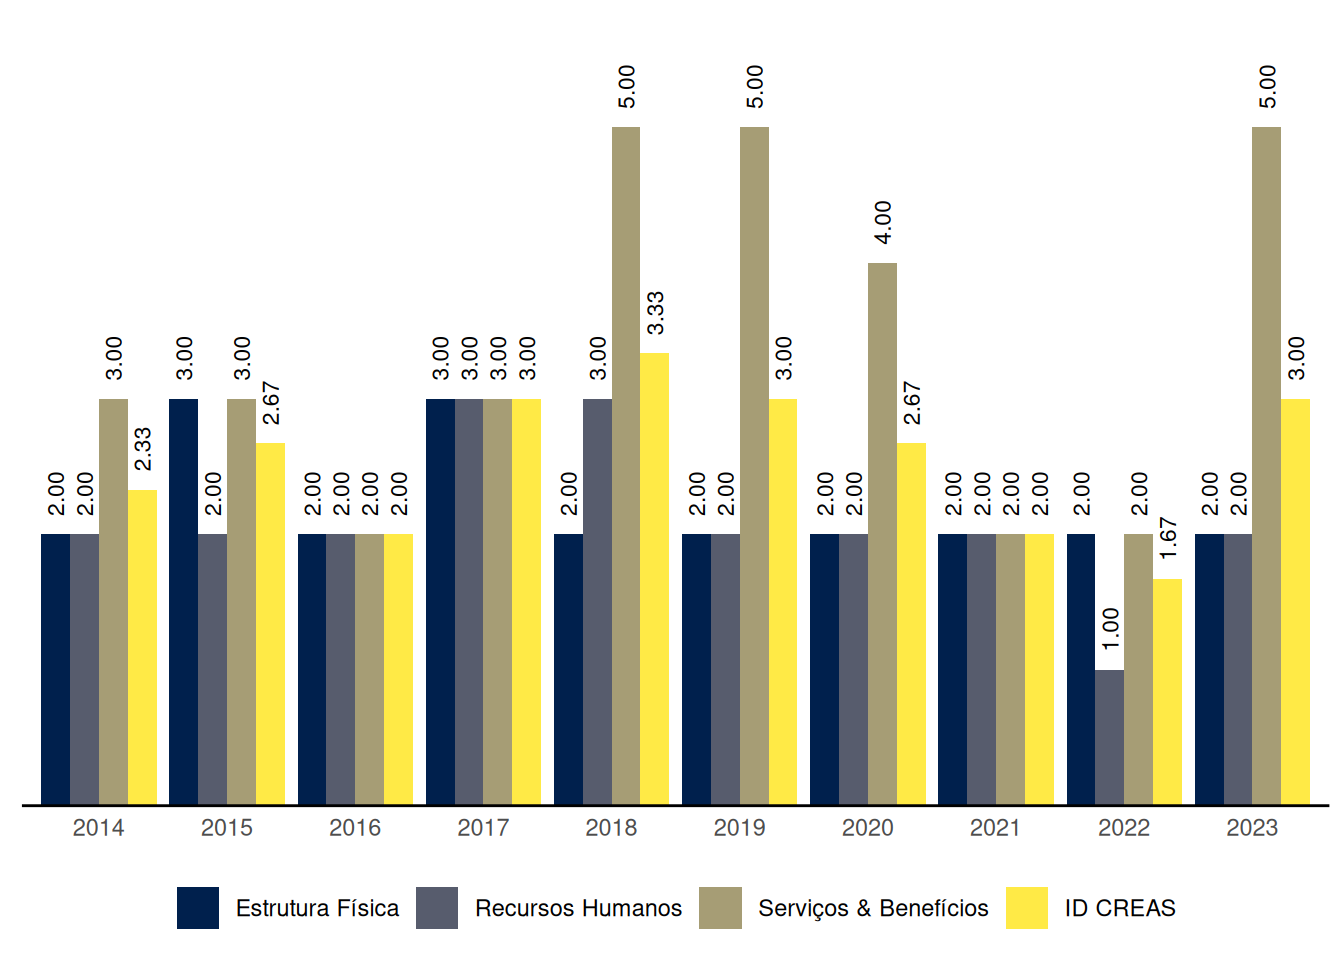 5.00 5.00 5.00
4.00
3.33
3.00 3.00 3.00 3.00 3.00 3.00 3.00 3.00 3.00 3.00
2.67 2.67
2.33
2.00 2.00 2.00 2.00 2.00 2.00 2.00 2.00 2.00 2.00 2.00 2.00 2.00 2.00 2.00 2.00 2.00 2.00 2.00 2.00
1.67
1.00
2014 2015 2016 2017 2018 2019 2020 2021 2022 2023
Estrutura Física Recursos Humanos Serviços & Benefícios ID CREAS